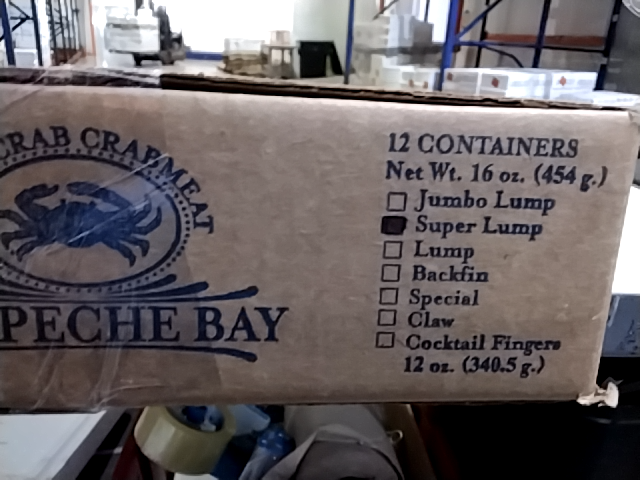 CRAB CRABMEAT
PECHE BAY
12 CONTAINERS
Net Wt. 16 oz. (454 g.)
Jumbo Lump
Super Lump
Lump
Backfin
Special
Claw
Cocktail Fingers
12 oz. (340.5 g.)